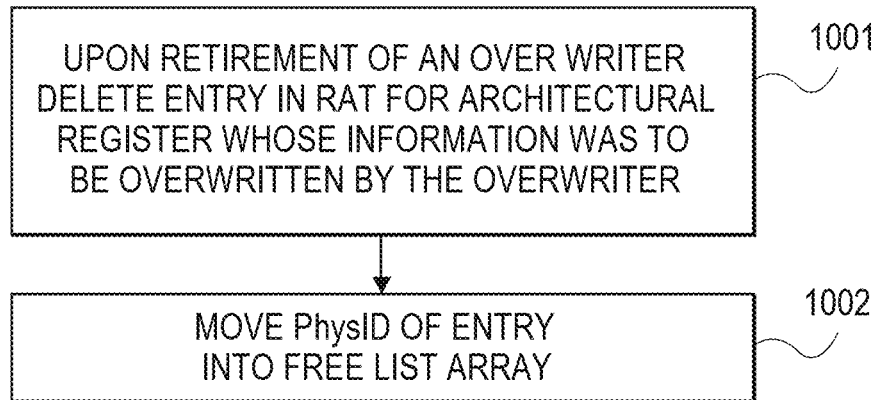 UPON RETIREMENT OF AN OVER WRITER
DELETE ENTRY IN RAT FOR ARCHITECTURAL
REGISTER WHOSE INFORMATION WAS TO
BE OVERWRITTEN BY THE OVERWRITER
1001
MOVE PhysID OF ENTRY
INTO FREE LIST ARRAY
1002